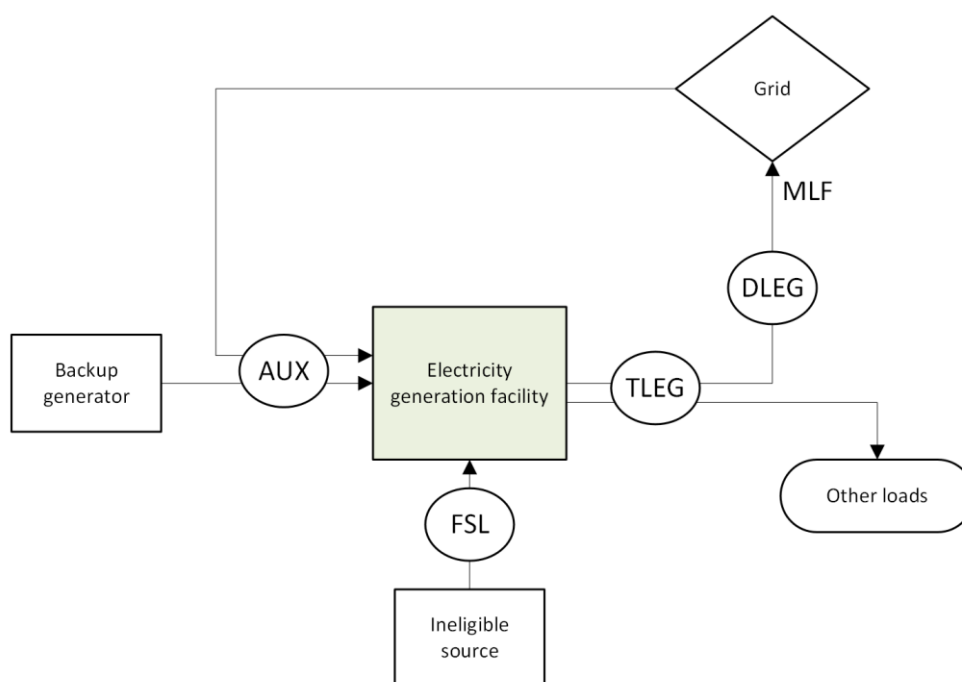 Grid
MLF
DLEG
Backup
generator
AUX
Electricity
generation facility
TLEG
Other loads
FSL
Ineligible
source